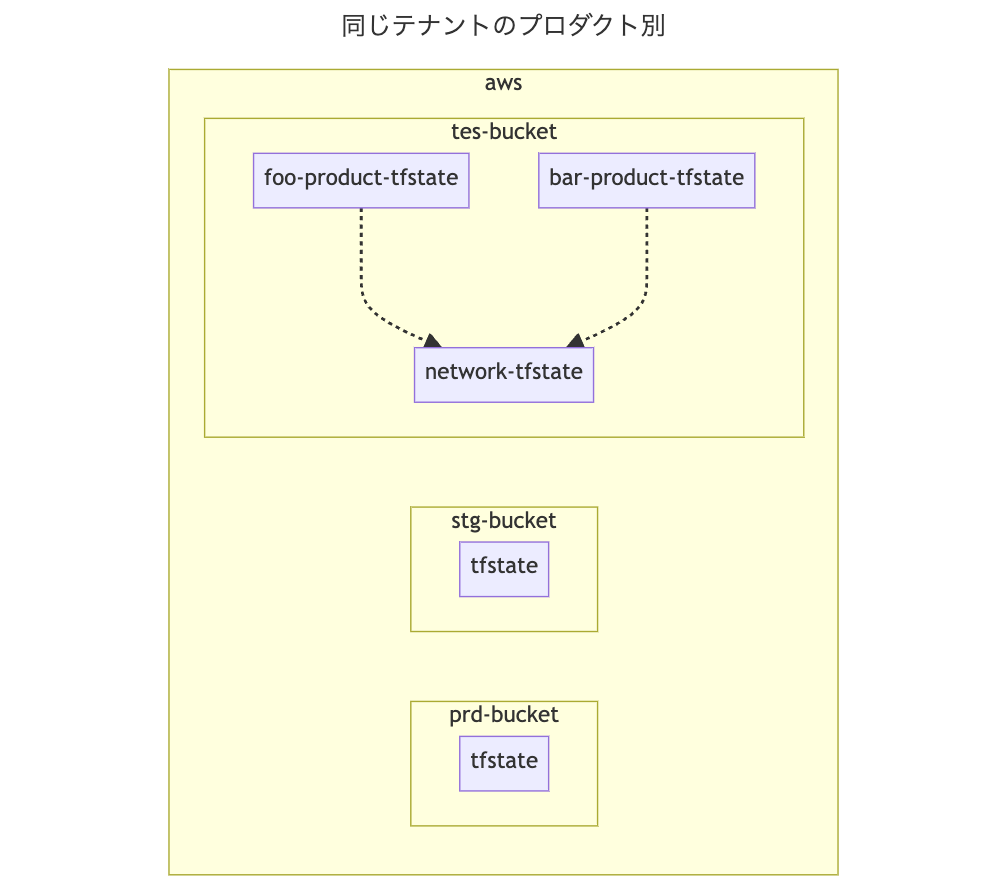 同じテナントのプロダクト別
aws
tes-bucket
foo-product-tfstate
bar-product-tfstate
network-tfstate
stg-bucket
tfstate
prd-bucket
tfstate